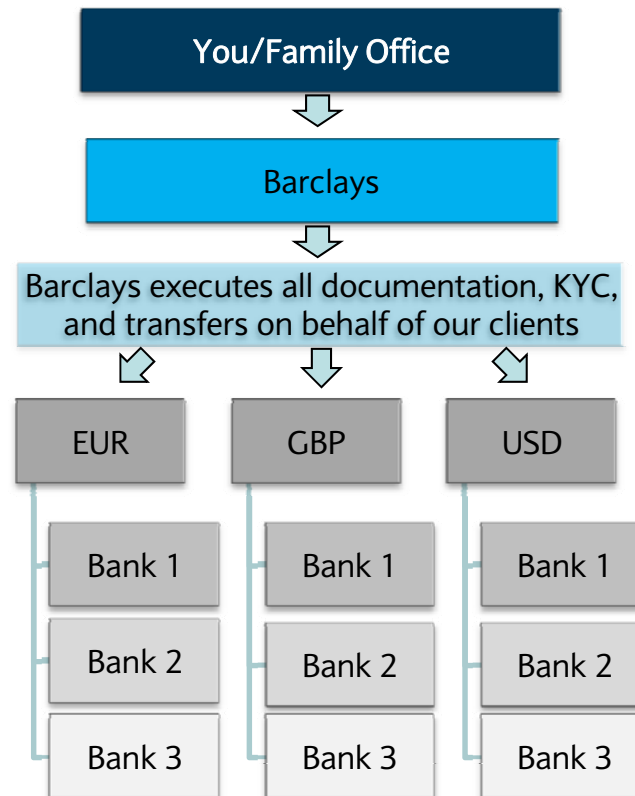 You/Family Office
Barclays
Barclays executes all documentation, KYC,
and transfers on behalf of our clients
EUR
GBP
USD
Bank 1
Bank 1
Bank 1
Bank 2
Bank 2
Bank 2
Bank 3
Bank 3
Bank 3